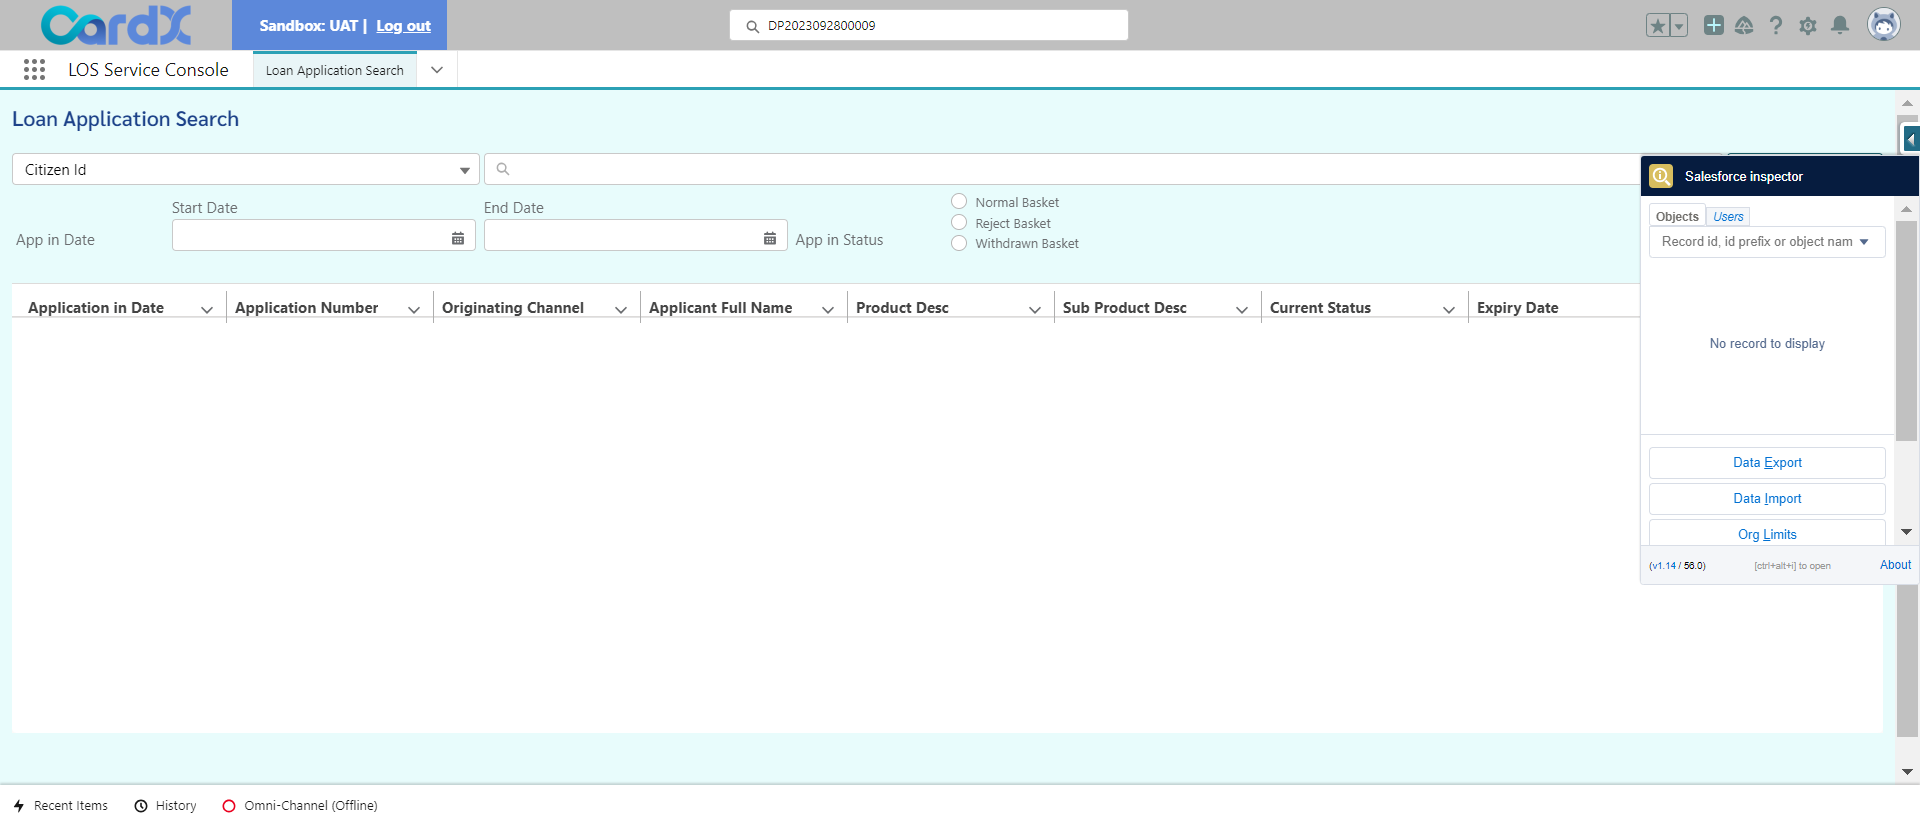 CardX
Sandbox: UAT | Log out
DP2023092800009
LOS Service Console
Loan Application Search
Loan Application Search
Citizen Id
Salesforce inspector
Start Date
End Date
App in Date
App in Status
Normal Basket
Reject Basket
Withdrawn Basket
Objects
Users
Record id, id prefix or object nam
Application in Date
Application Number
Originating Channel
Applicant Full Name
Product Desc
Sub Product Desc
Current Status
Expiry Date
No record to display
Data Export
Data Import
Org Limits
(v1.14 / 56.0)
[ctrl+alt+i] to open
About
Recent Items
History
Omni-Channel (Offline)